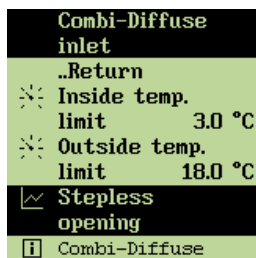 Combi-Diffuse
inlet
..Return
Inside temp.
limit 3.0 °C
Outside temp.
limit 18.0 °C
Stepless
opening
Combi-Diffuse